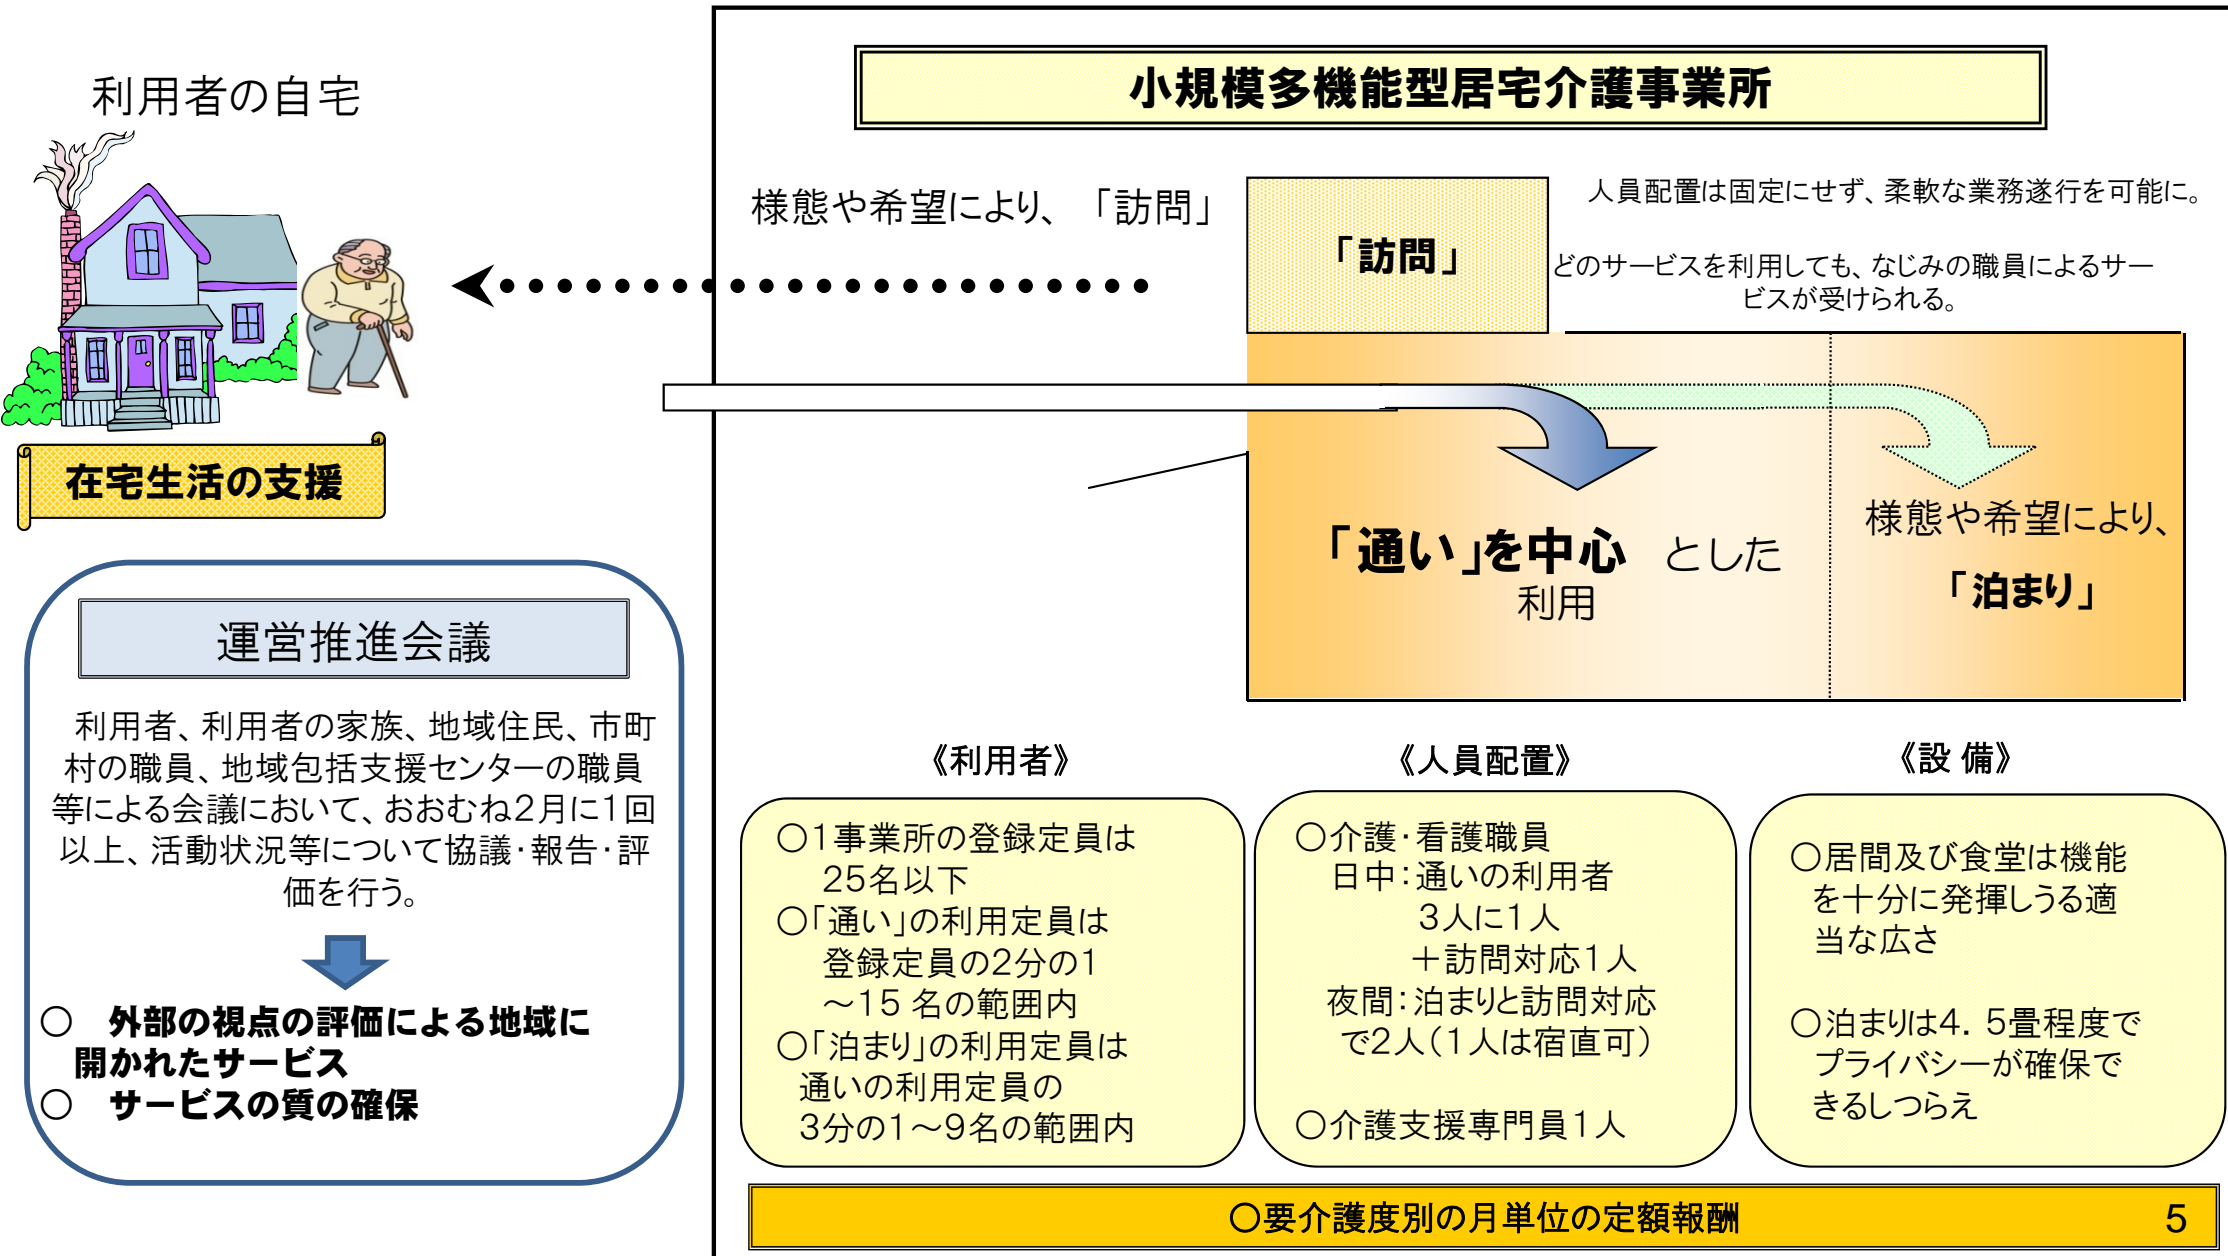 利用者の自宅
在宅生活の支援
運営推進会議
利用者、利用者の家族、地域住民、市町
村の職員、地域包括支援センターの職員
等による会議において、おおむね2月に1回
以上、活動状況等について協議・報告・評
価を行う。
○ 外部の視点の評価による地域に
開かれたサービス
○ サービスの質の確保
小規模多機能型居宅介護事業所
様態や希望により、「訪問」
「訪問」
人員配置は固定にせず、柔軟な業務遂行を可能に。
どのサービスを利用しても、なじみの職員によるサー
ビスが受けられる。
「通い」を中心 とした
利用
様態や希望により、
「泊まり」
《利用者》
○1事業所の登録定員は
25名以下
○「通い」の利用定員は
登録定員の2分の1
～15 名の範囲内
○「泊まり」の利用定員は
通いの利用定員の
3分の1～9名の範囲内
《人員配置》
○介護・看護職員
日中：通いの利用者
3人に1人
＋訪問対応1人
夜間：泊まりと訪問対応
で2人（1人は宿直可）
○介護支援専門員1人
《設 備》
○居間及び食堂は機能
を十分に発揮しうる適
当な広さ
○泊まりは4．5畳程度で
プライバシーが確保で
きるしつらえ
○要介護度別の月単位の定額報酬
5